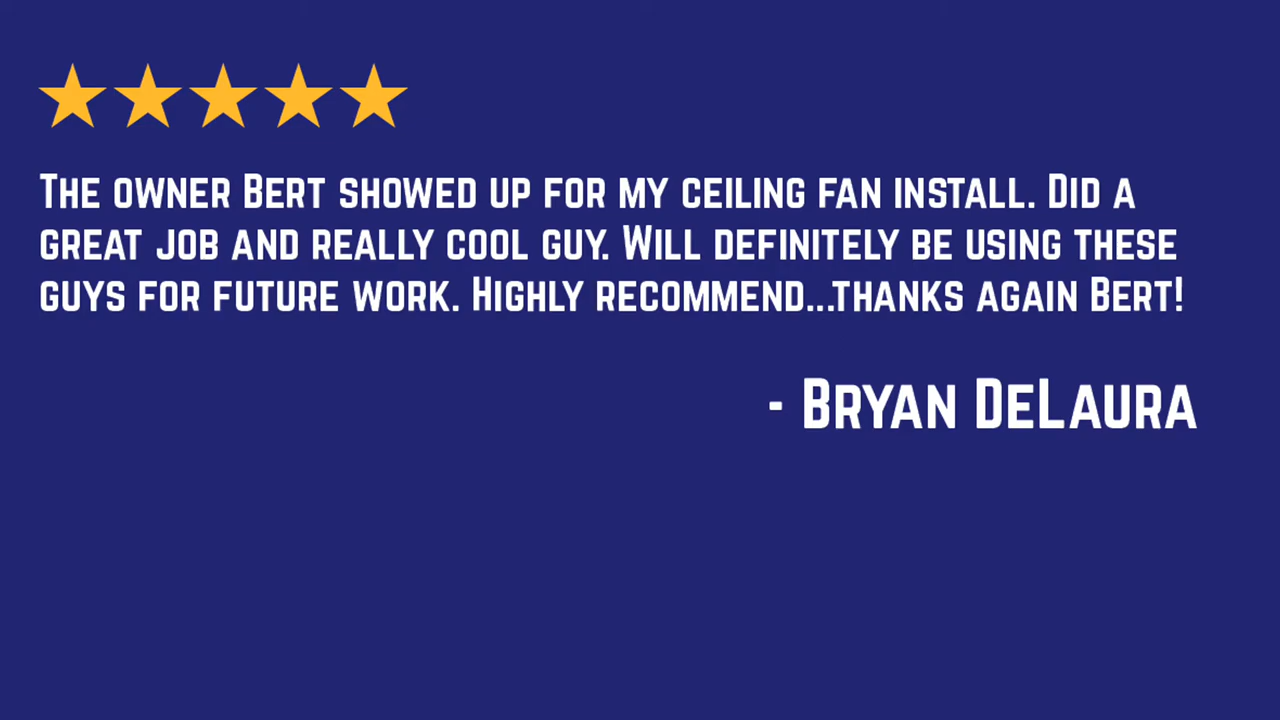 The owner Bert showed up for my ceiling fan install. Did a
great job and really cool guy. Will definitely be using these
guys for future work. Highly recommend...thanks again Bert!
- Bryan DeLaura